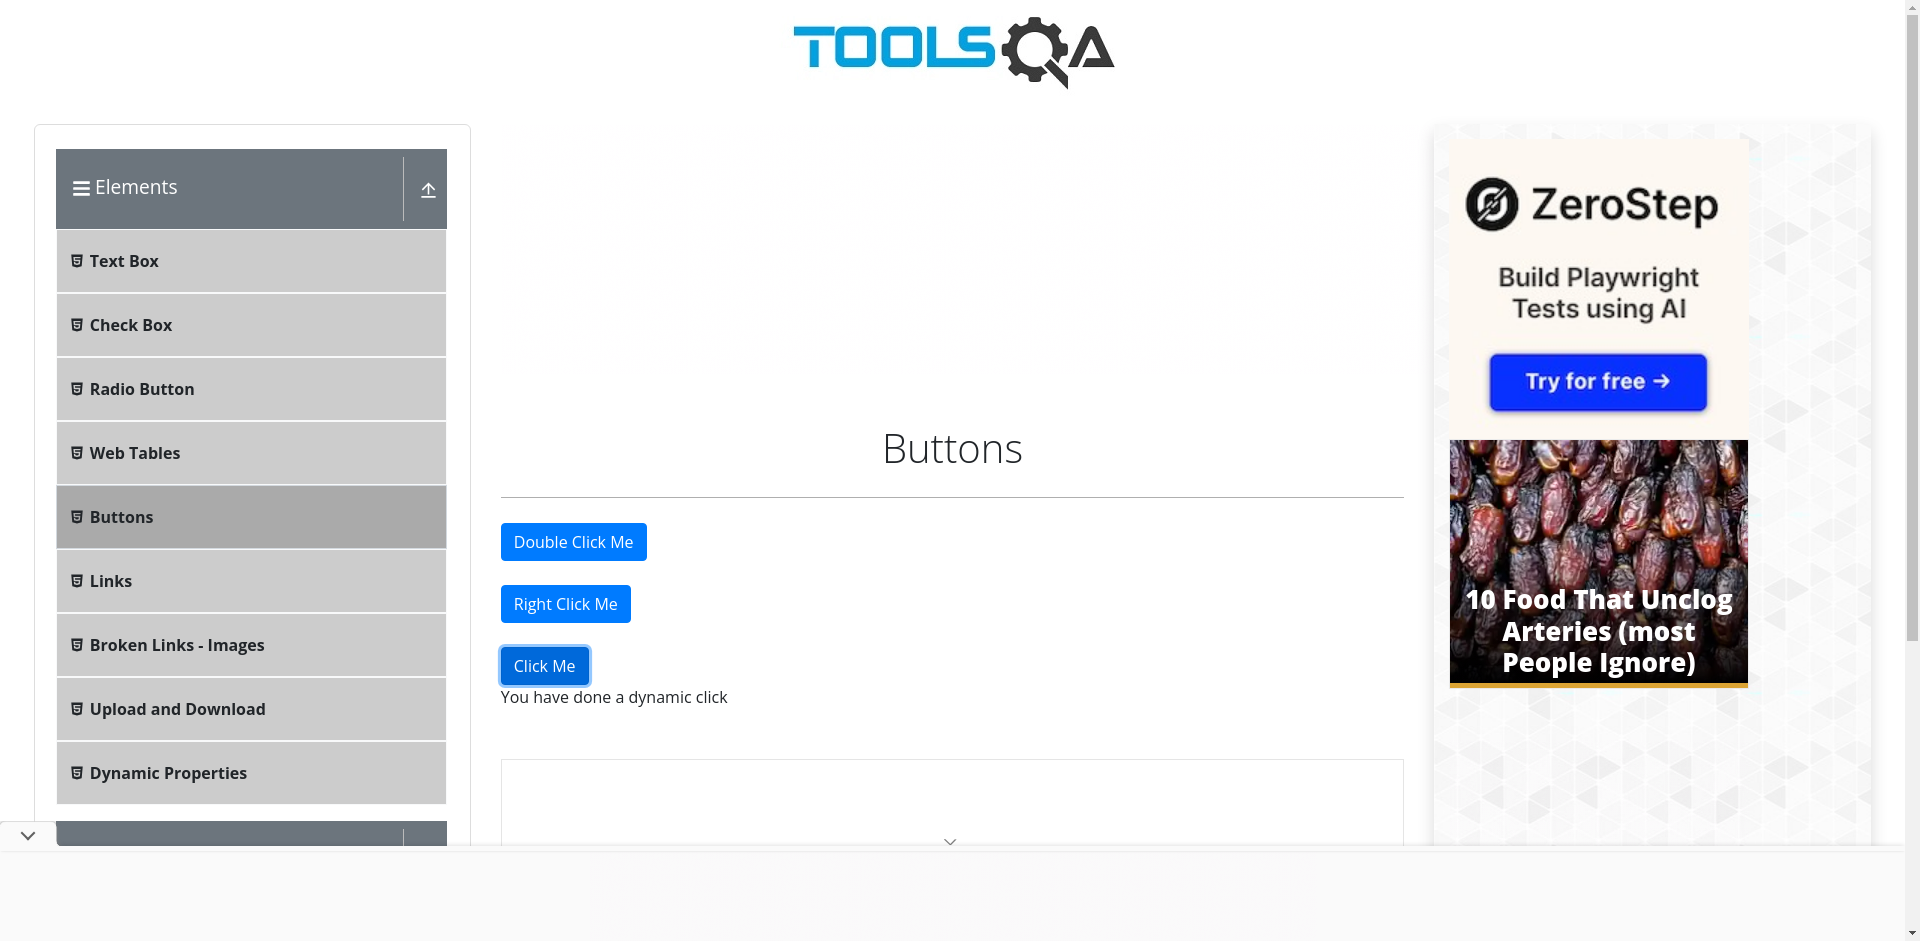 TOOLSQA
Elements
Text Box
Check Box
Radio Button
Web Tables
Buttons
Links
Broken Links - Images
Upload and Download
Dynamic Properties
Buttons
Double Click Me
Right Click Me
Click Me
You have done a dynamic click
ZeroStep
Build Playwright
Tests using AI
Try for free →
10 Food That Unclog
Arteries (most
People Ignore)